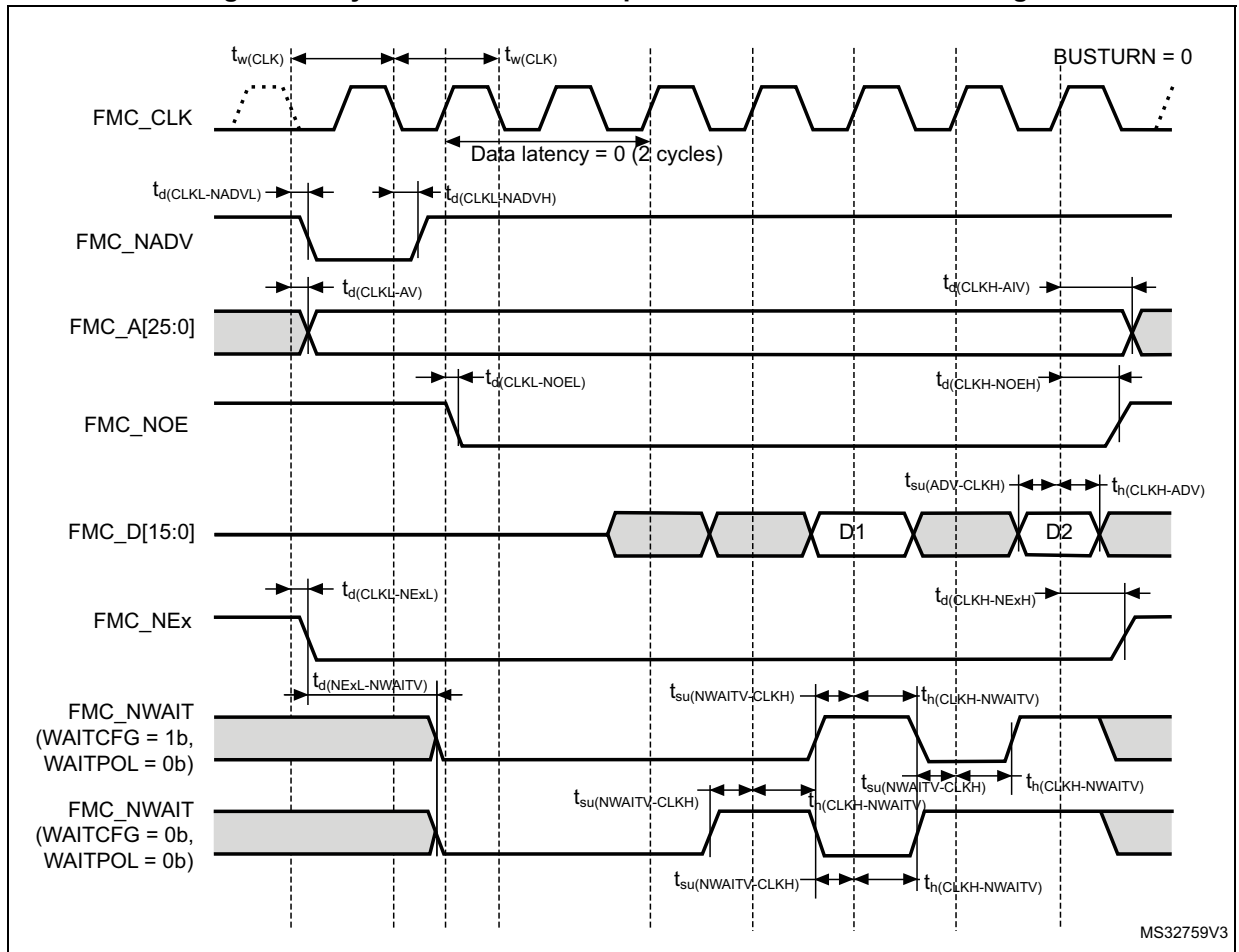 tw(CLK) tw(CLK) BUSTURN = 0
FMC_CLK
Data latency = 0 (2 cycles)
td(CLKL-NADVL) td(CLKL-NADVH)
FMC_NADV
td(CLKL-AV) td(CLKH-AIV)
FMC_A[25:0]
td(CLKL-NOEL) td(CLKH-NOEH)
FMC_NOE
tsu(ADV-CLKH) th(CLKH-ADV)
FMC_D[15:0] D1 D2
td(CLKL-NExL) td(CLKH-NExH)
FMC_NEx
td(NExL-NWAITV) tsu(NWAITV-CLKH) th(CLKH-NWAITV)
FMC_NWAIT
(WAITCFG = 1b,
WAITPOL = 0b)
tsu(NWAITV-CLKH) th(CLKH-NWAITV)
tsu(NWAITV-CLKH) th(CLKH-NWAITV)
FMC_NWAIT
(WAITCFG = 0b,
WAITPOL = 0b)
tsu(NWAITV-CLKH) th(CLKH-NWAITV)
MS32759V3